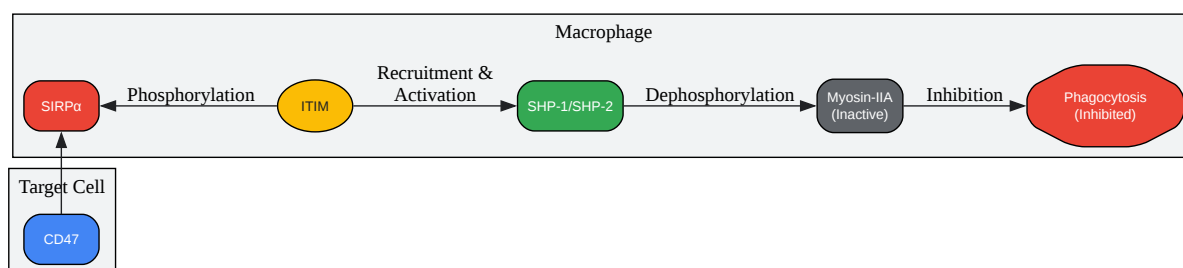 Macrophage
SIRPα
Phosphorylation
ITIM
Recruitment &
Activation
SHP-1/SHP-2
Dephosphorylation
Myosin-IIA
(Inactive)
Inhibition
Phagocytosis
(Inhibited)
Target Cell
CD47